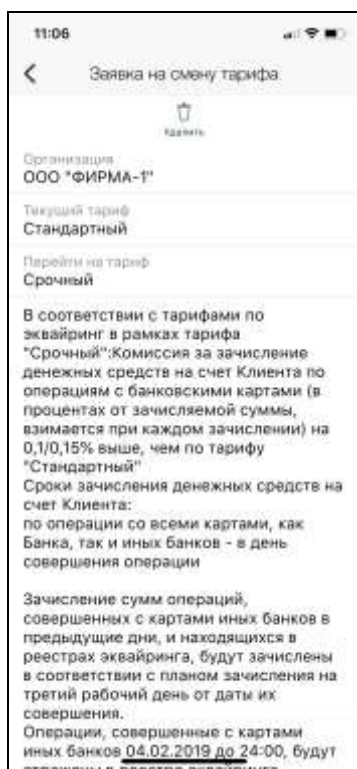 11:06
Заявка на смену тарифа
Удалить
Организация
ООО "ФИРМА-1"
Текущий тариф
Стандартный
Перейти на тариф
Срочный
В соответствии с тарифами по
эквайринг в рамках тарифа
"Срочный":Комиссия за зачисление
денежных средств на счет Клиента по
операциям с банковскими картами (в
процентах от зачисляемой суммы,
взимается при каждом зачислении) на
0,1/0,15% выше, чем по тарифу
"Стандартный"
Сроки зачисления денежных средств на
счет Клиента:
по операции со всеми картами, как
Банка, так и иных банков - в день
совершения операции
Зачисление сумм операций,
совершенных с картами иных банков в
предыдущие дни, и находящихся в
реестрах эквайринга, будут зачислены
в соответствии с планом зачисления на
третий рабочий день от даты их
совершения.
Операции, совершенные с картами
иных банков 04.02.2019 до 24:00, будут